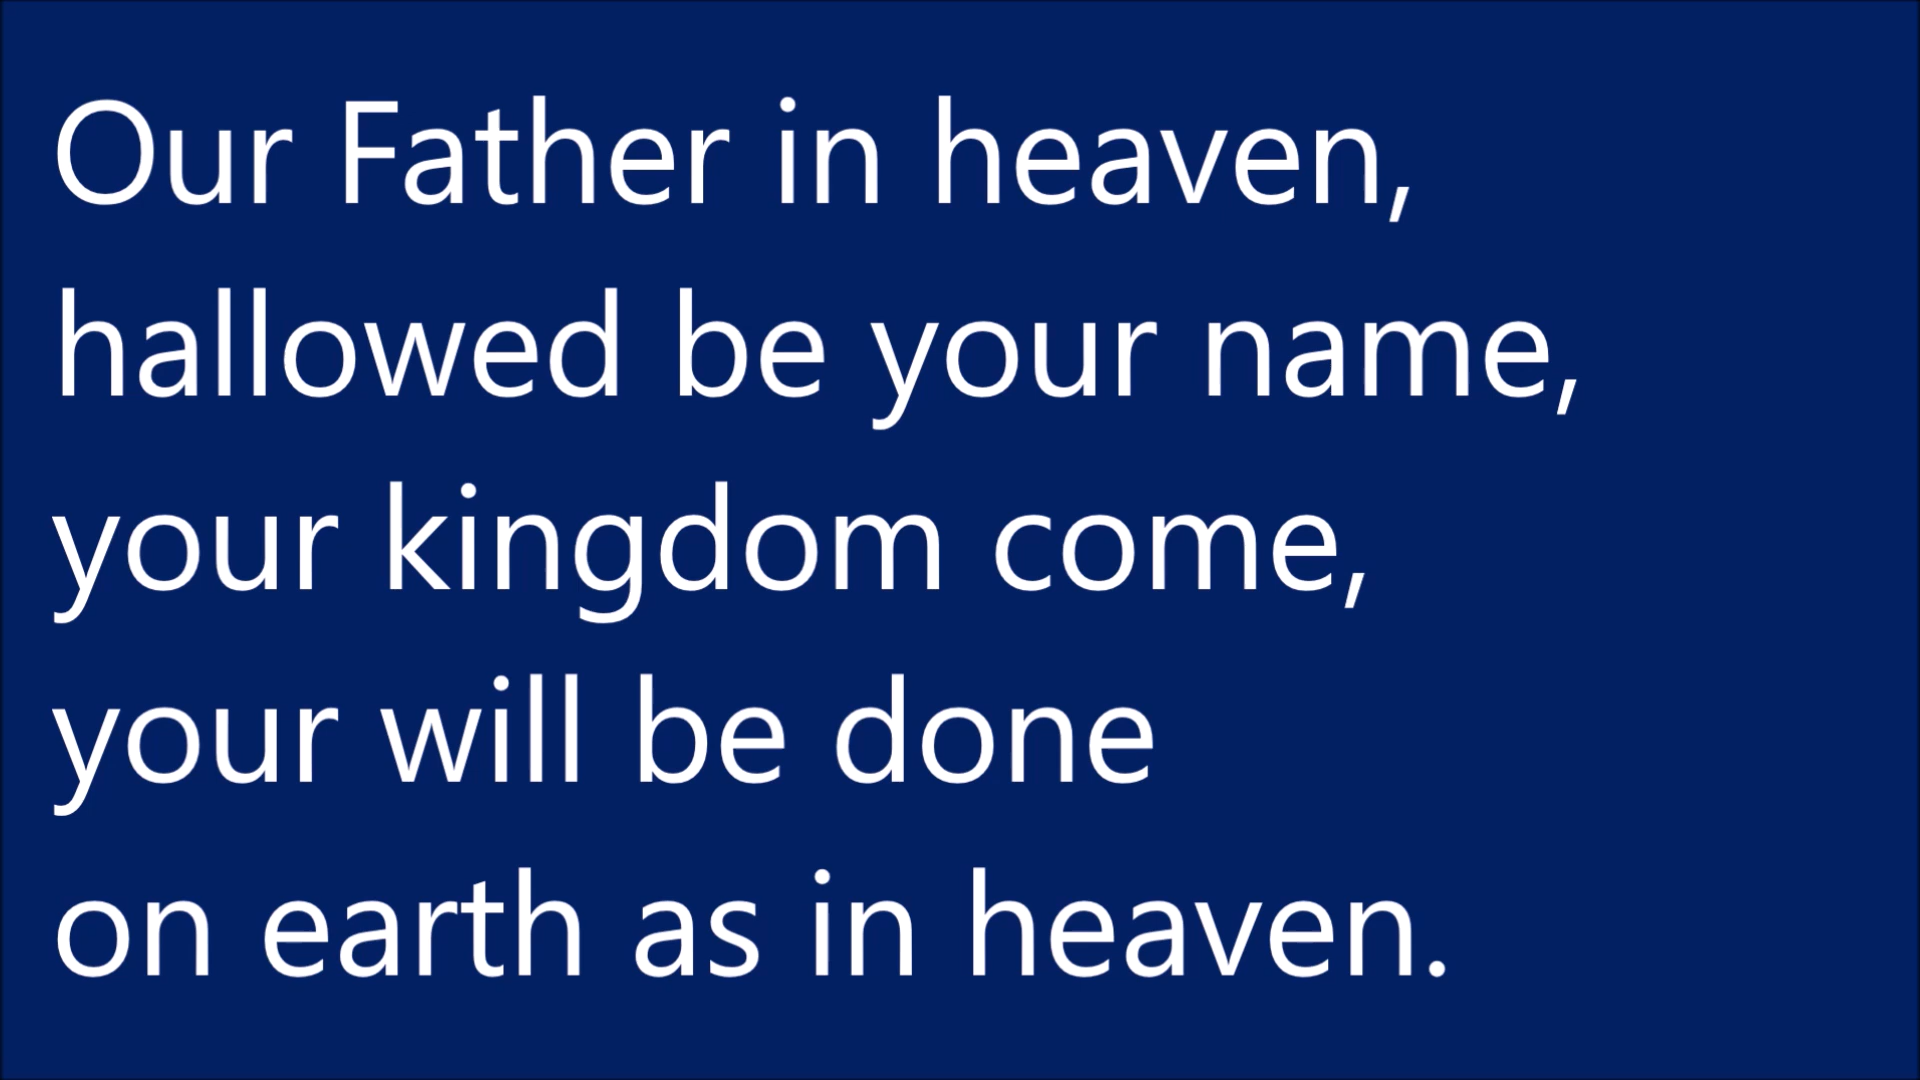 Our Father in heaven,
hallowed be your name,
your kingdom come,
your will be done
on earth as in heaven.